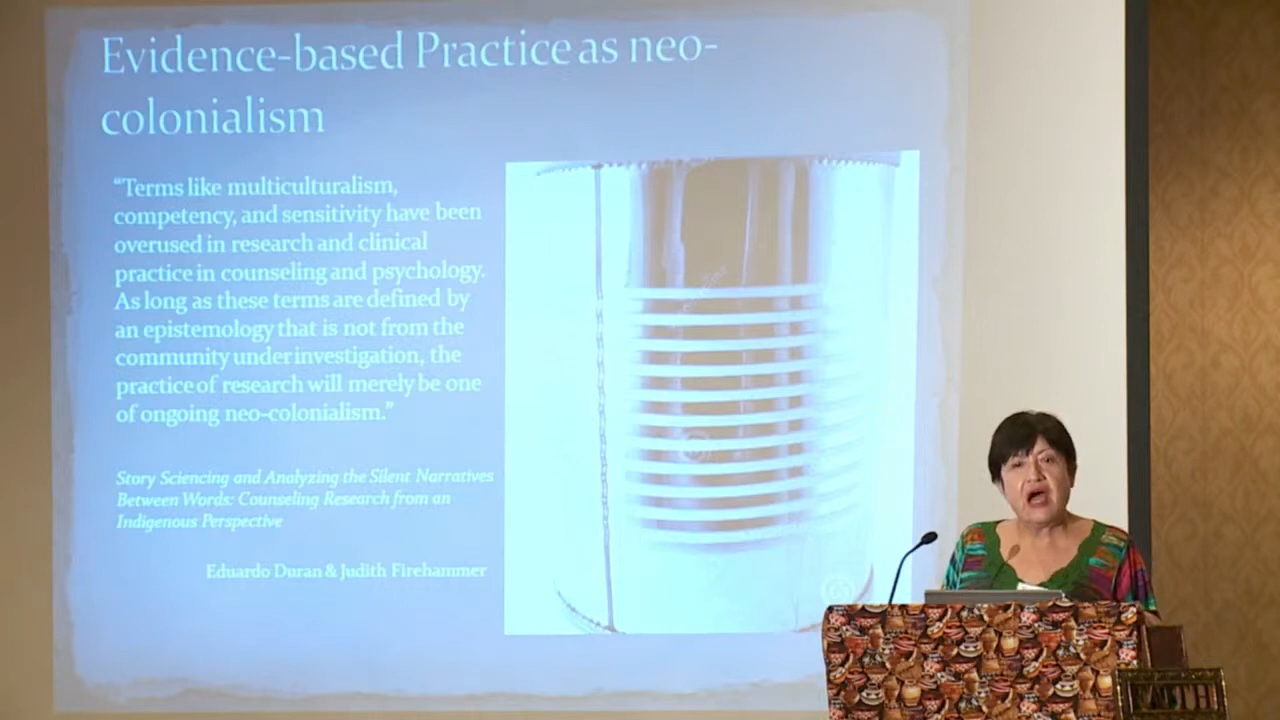 Evidence-based Practice as neo-
colonialism
“Terms like multiculturalism,
competency, and sensitivity have been
overused in research and clinical
practice in counseling and psychology.
As long as these terms are defined by
an epistemology that is not from the
community under investigation, the
practice of research will merely be one
of ongoing neo-colonialism.”
Story Sciencing and Analyzing the Silent Narratives
Between Words: Counseling Research from an
Indigenous Perspective
Eduardo Duran & Judith Firehammer
FAITH